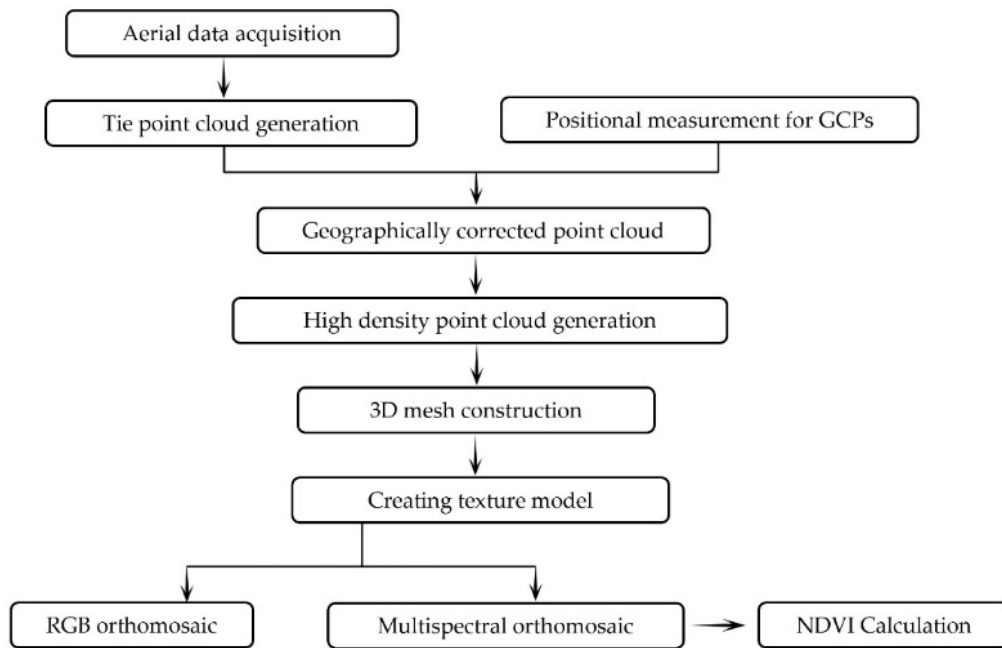 Aerial data acquisition
Tie point cloud generation
Positional measurement for GCPs
Geographically corrected point cloud
High density point cloud generation
3D mesh construction
Creating texture model
RGB orthomosaic
Multispectral orthomosaic
NDVI Calculation